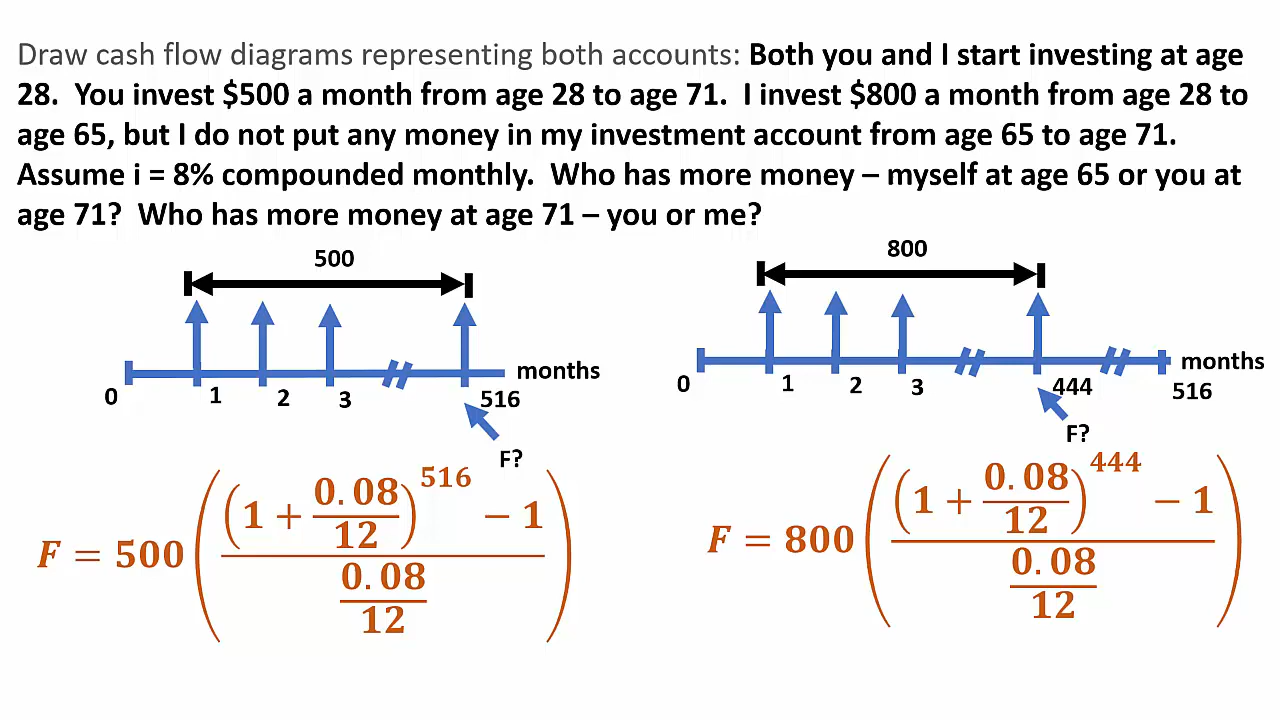 Draw cash flow diagrams representing both accounts: Both you and I start investing at age
28. You invest $500 a month from age 28 to age 71. I invest $800 a month from age 28 to
age 65, but I do not put any money in my investment account from age 65 to age 71.
Assume i = 8% compounded monthly. Who has more money – myself at age 65 or you at
age 71? Who has more money at age 71 – you or me?
500
months
0 1 2 3 516
F?
F = 500 ( ( (1 + 0.08/12)^516 − 1 ) / (0.08/12) )
800
months
0 1 2 3 444 516
F?
F = 800 ( ( (1 + 0.08/12)^444 − 1 ) / (0.08/12) )